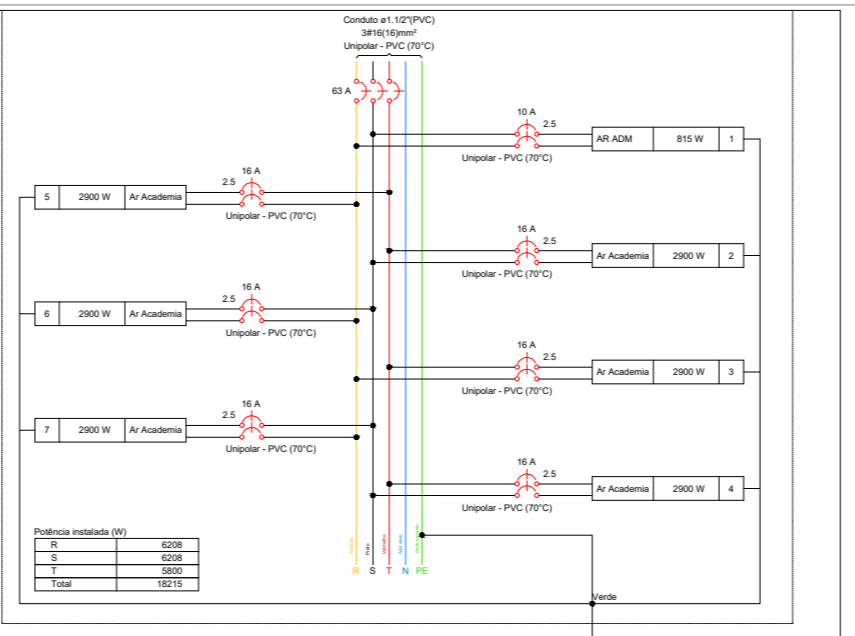 Conduto ø1.1/2"(PVC)
3#16(16)mm²
Unipolar - PVC (70°C)
63 A
10 A
2.5
AR ADM 815 W 1
Unipolar - PVC (70°C)
16 A
2.5
5 2900 W Ar Academia
Unipolar - PVC (70°C)
16 A
2.5
Ar Academia 2900 W 2
Unipolar - PVC (70°C)
16 A
2.5
6 2900 W Ar Academia
Unipolar - PVC (70°C)
16 A
2.5
Ar Academia 2900 W 3
Unipolar - PVC (70°C)
16 A
2.5
7 2900 W Ar Academia
Unipolar - PVC (70°C)
16 A
2.5
Ar Academia 2900 W 4
Unipolar - PVC (70°C)
Potência instalada (W)
R 6208
S 6208
T 5800
Total 18215
Preto
Vermelho
R S T N PE
Verde